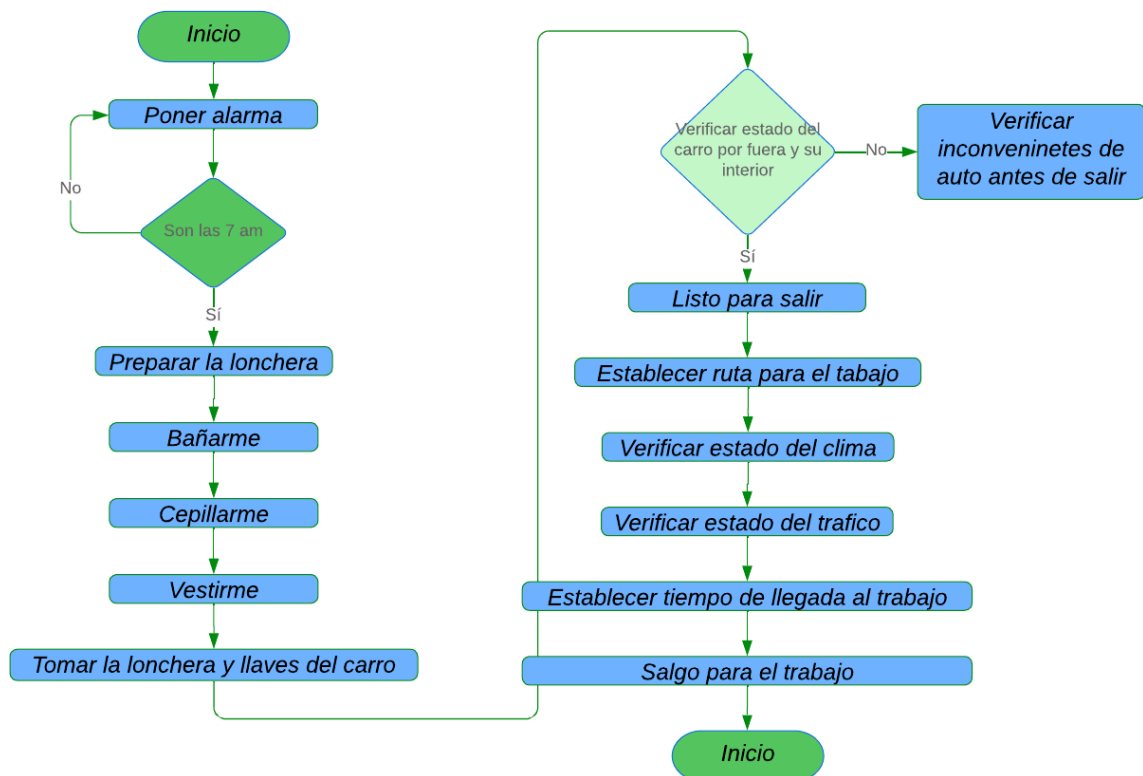 Inicio
Poner alarma
No
Son las 7 am
Sí
Preparar la lonchera
Bañarme
Cepillarme
Vestirme
Tomar la lonchera y llaves del carro
Verificar estado del
carro por fuera y su
interior
No
Verificar
inconveninetes de
auto antes de salir
Sí
Listo para salir
Establecer ruta para el tabajo
Verificar estado del clima
Verificar estado del trafico
Establecer tiempo de llegada al trabajo
Salgo para el trabajo
Inicio